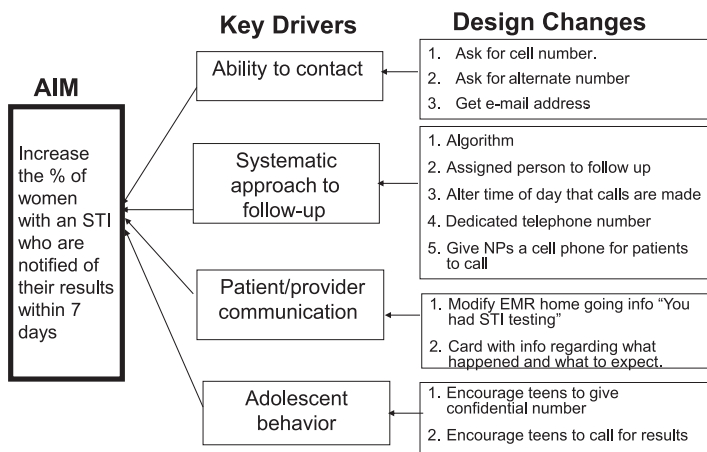 Key Drivers
Design Changes
AIM
Increase
the % of
women
with an STI
who are
notified of
their results
within 7
days
Ability to contact
1. Ask for cell number.
2. Ask for alternate number
3. Get e-mail address
Systematic
approach to
follow-up
1. Algorithm
2. Assigned person to follow up
3. Alter time of day that calls are made
4. Dedicated telephone number
5. Give NPs a cell phone for patients
to call
Patient/provider
communication
1. Modify EMR home going info “You
had STI testing”
2. Card with info regarding what
happened and what to expect.
Adolescent
behavior
1. Encourage teens to give
confidential number
2. Encourage teens to call for results